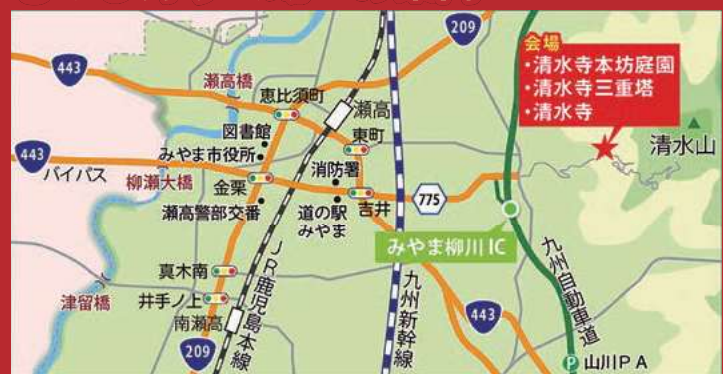 209
会場
・清水寺本坊庭園
・清水寺三重塔
・清水寺
443
瀬高橋
恵比須町
瀬高
図書館
東町
清水山
みやま市役所
443
バイパス
柳瀬大橋
金栗
消防署
吉井
775
瀬高警部交番
道の駅
みやま
みやま柳川IC
真木南
JR鹿児島本線
九州新幹線
九州自動車道
津留橋
井手ノ上
南瀬高
443
209
P
山川PA